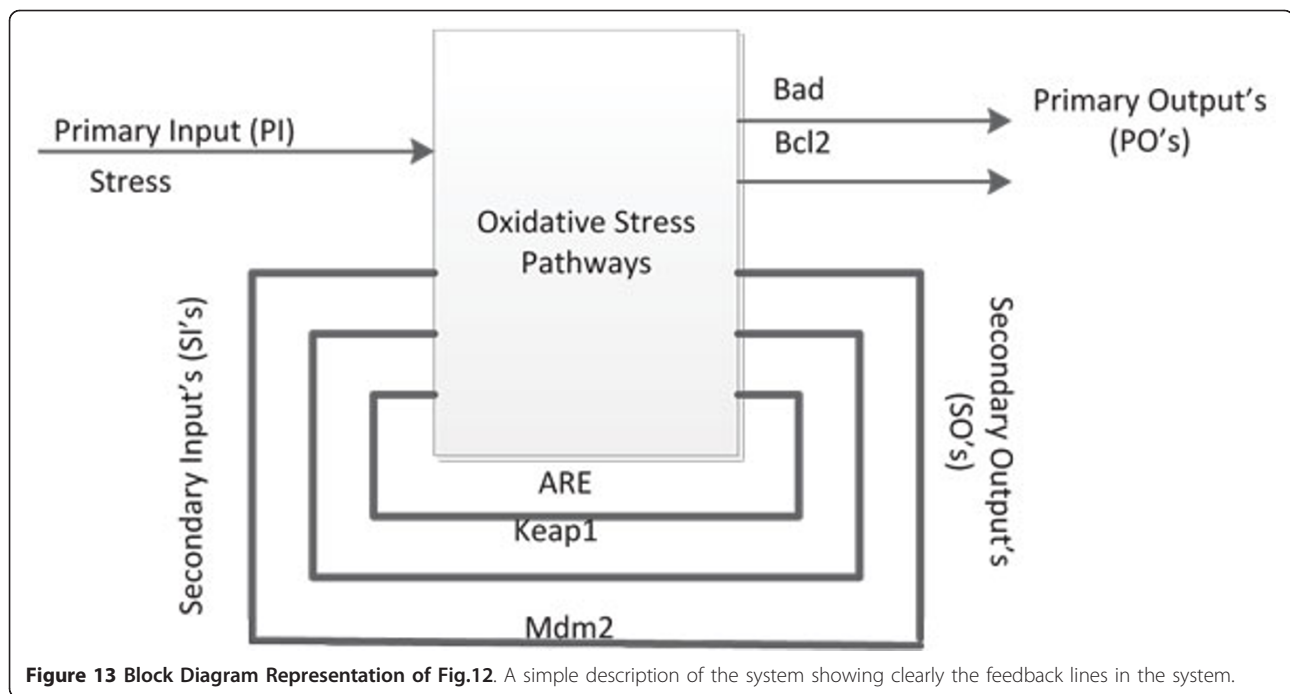 Bad
Primary Output's
(PO's)
Primary Input (PI)
Bcl2
Stress
Oxidative Stress
Pathways
Secondary Input's (SI's)
Secondary Output's
(SO's)
ARE
Keap1
Mdm2
Figure 13 Block Diagram Representation of Fig.12. A simple description of the system showing clearly the feedback lines in the system.